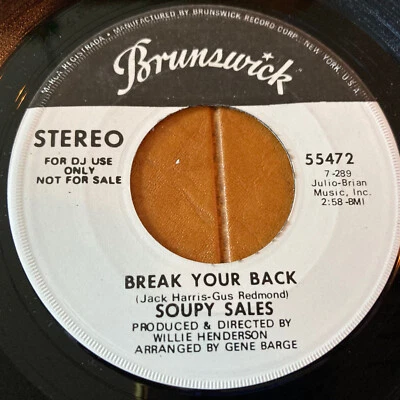 MARCA REGISTRADA • MANUFACTURED BY BRUNSWICK RECORD CORP. - NEW YORK, U.S.A.
Brunswick
STEREO
FOR DJ USE
ONLY
NOT FOR SALE
55472
7-289
Julio-Brian
Music, Inc.
2:58-BMI
BREAK YOUR BACK
(Jack Harris-Gus Redmond)
SOUPY SALES
PRODUCED & DIRECTED BY
WILLIE HENDERSON
ARRANGED BY GENE BARGE